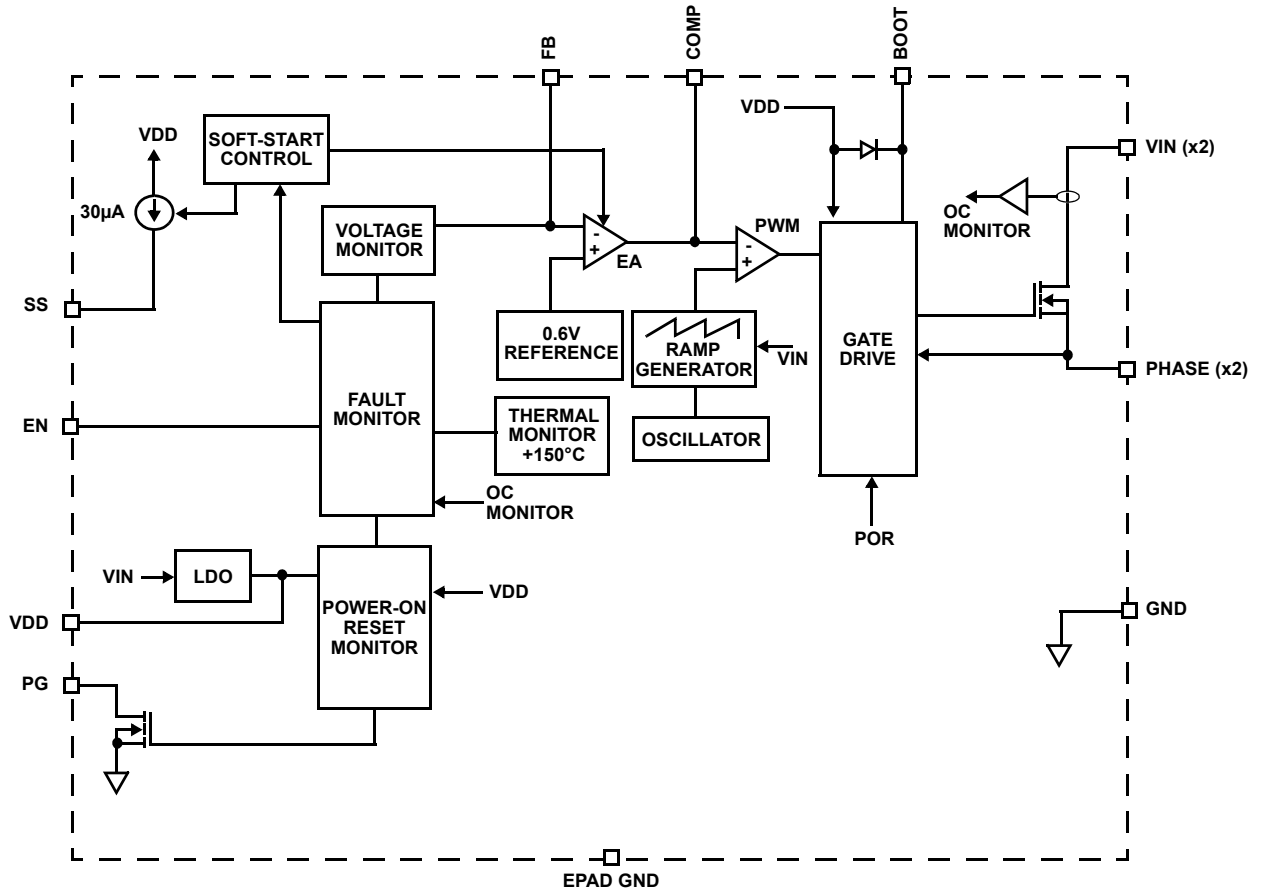 FB
COMP
BOOT
VDD
SOFT-START
CONTROL
VDD
30µA
VOLTAGE
MONITOR
-
+
EA
-
+
PWM
OC
MONITOR
VIN (x2)
SS
0.6V
REFERENCE
RAMP
GENERATOR
VIN
GATE
DRIVE
PHASE (x2)
EN
FAULT
MONITOR
THERMAL
MONITOR
+150°C
OSCILLATOR
OC
MONITOR
POR
VIN
LDO
VDD
POWER-ON
RESET
MONITOR
VDD
GND
PG
EPAD GND